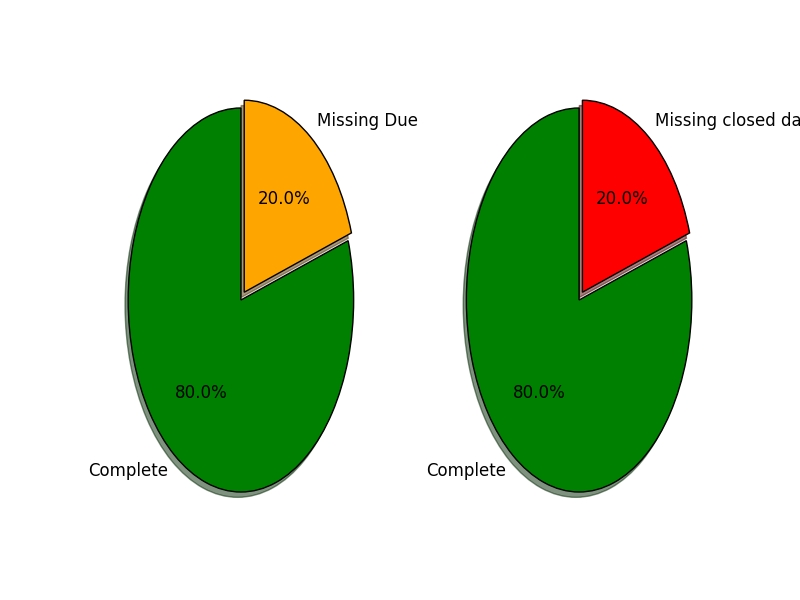 Missing Due
20.0%
80.0%
Complete
Missing closed da
20.0%
80.0%
Complete